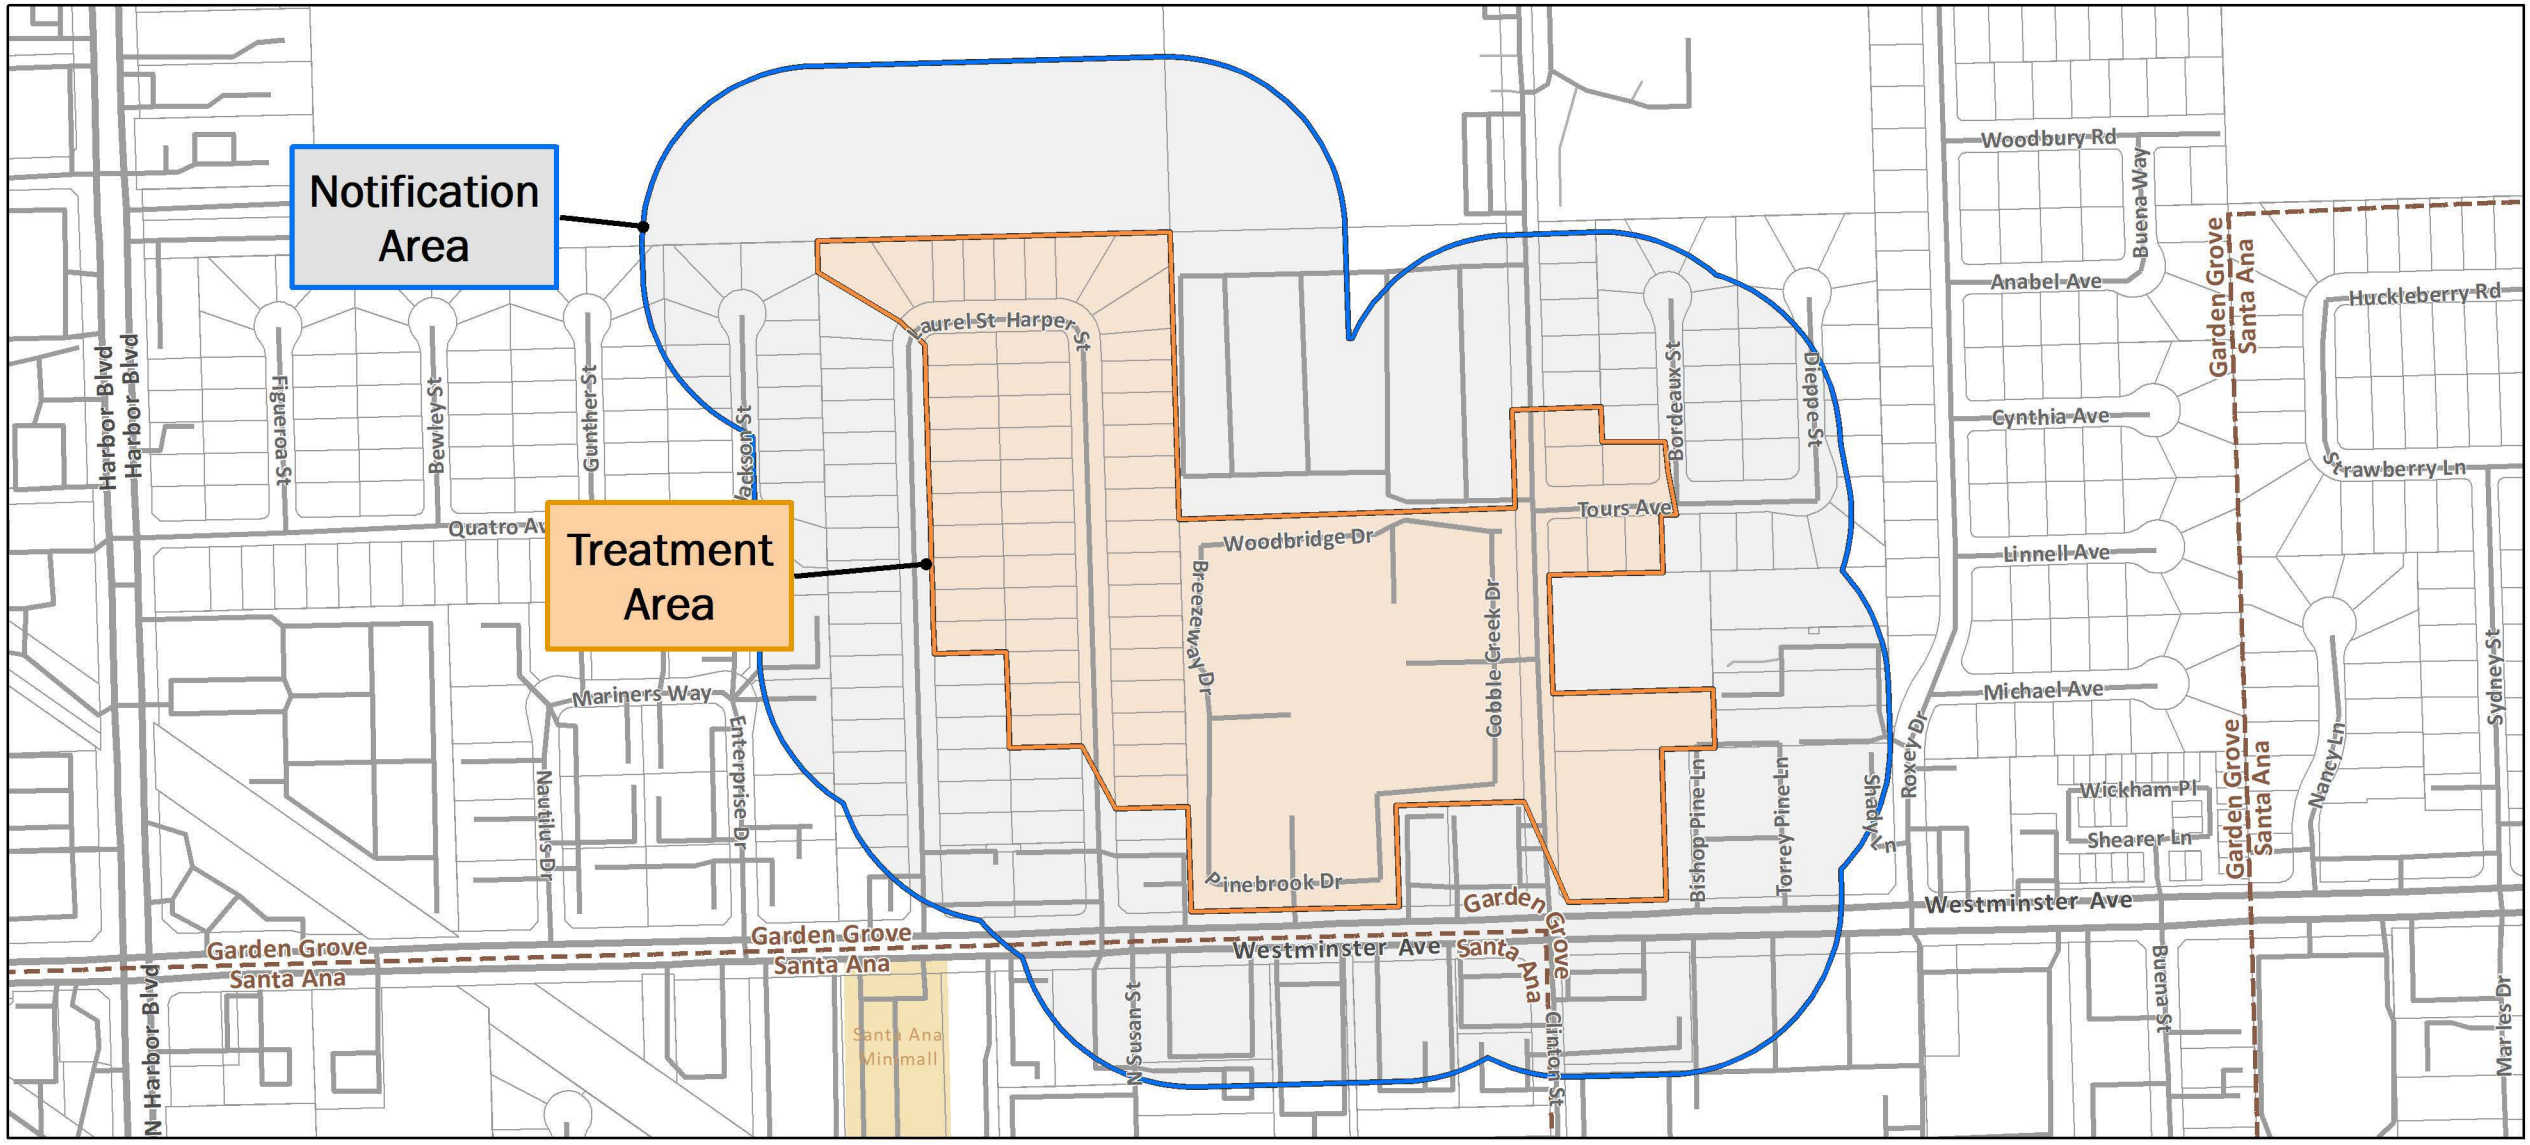 Notification
Area
Treatment
Area
Harbor Blvd
Harbor Blvd
N Harbor Blvd
Figueroa St
Bewley St
Gunther St
Jackson St
Quatro Av
Laurel St
Harper St
Woodbridge Dr
Breezeway Dr
Cobble Creek Dr
Pinebrook Dr
Bordeaux St
Dieppe St
Tours Ave
Mariners Way
Nautilus Dr
Enterprise Dr
Bishop Pine Ln
Torrey Pine Ln
Shady Ln
Roxey Dr
Woodbury Rd
Buena Way
Anabel Ave
Cynthia Ave
Linnell Ave
Michael Ave
Wickham Pl
Shearer Ln
Garden Grove
Santa Ana
Garden Grove
Santa Ana
Huckleberry Rd
Strawberry Ln
Sydney St
Nancy Ln
Westminster Ave
Westminster Ave
Garden Grove
Santa Ana
Garden Grove
Santa Ana
Garden Grove
Santa Ana
Santa Ana
Minimall
N Susan St
Clinton St
Buena St
Marles Dr